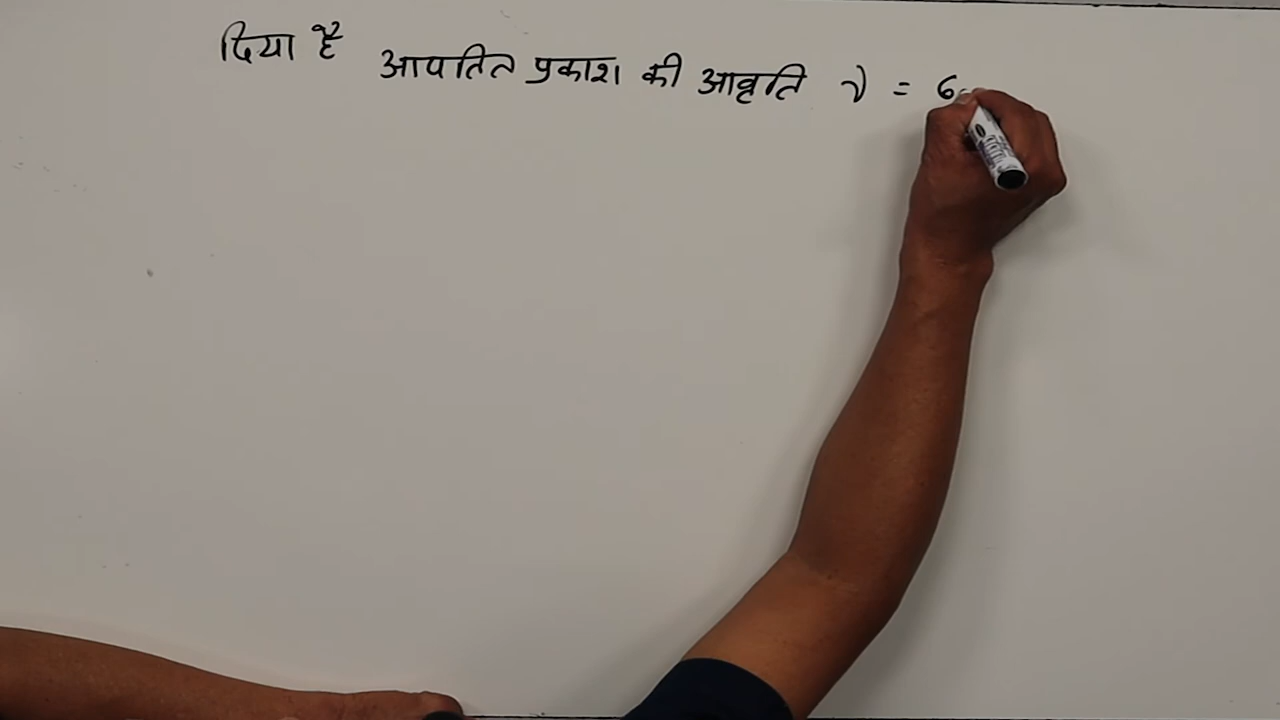 दिया है आपतित प्रकाश की आवृति ν = 6